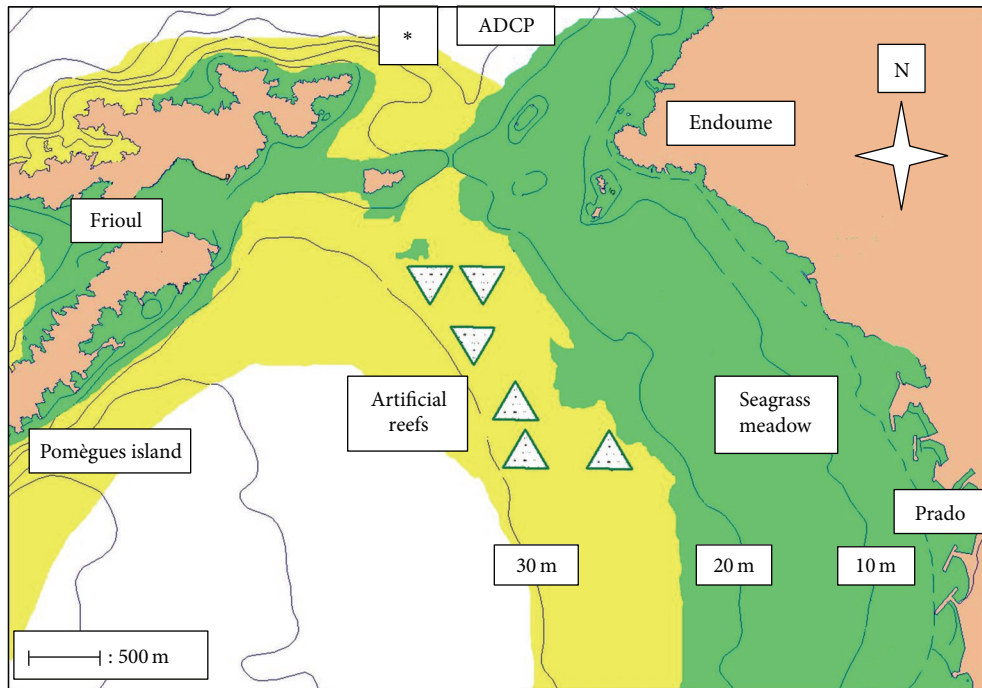 *
ADCP
N
Endoume
Frioul
Artificial
reefs
Seagrass
meadow
Pomègues island
Prado
30 m
20 m
10 m
: 500 m